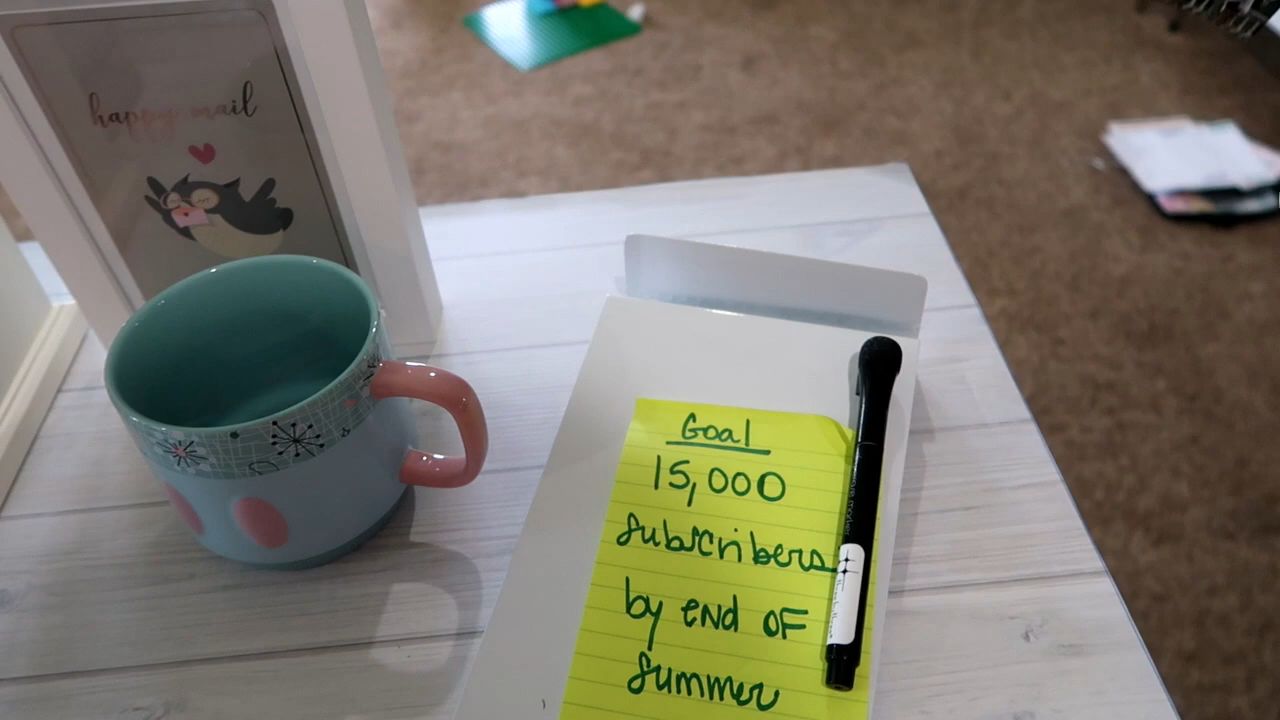 happy mail
Goal
15,000
subscribers
by end of
summer